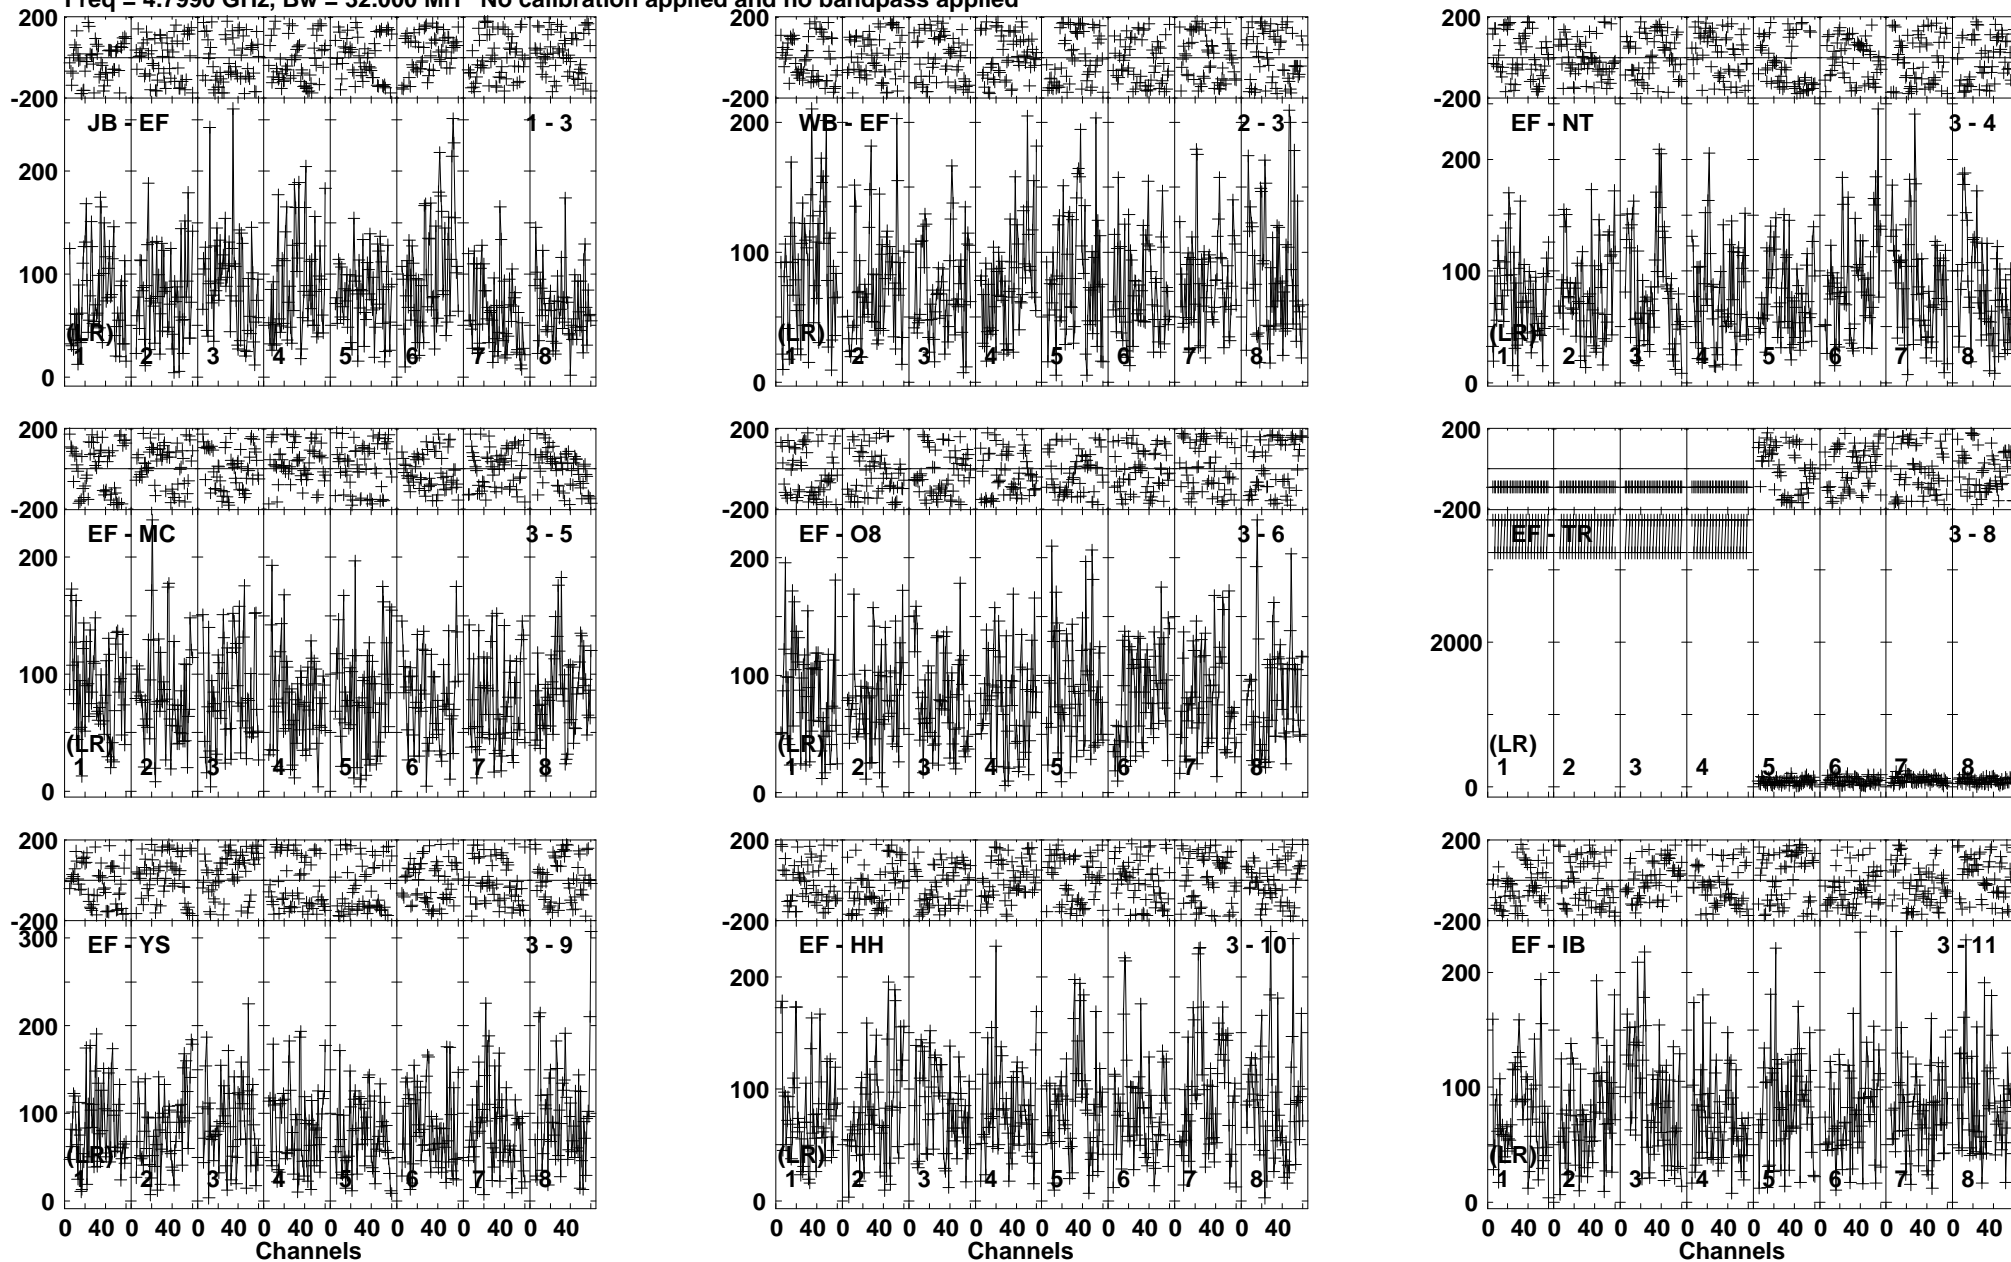 Freq = 4.7990 GHz, Bw = 32.000 MH No calibration applied and no bandpass applied
200 200 200
-200 -200 -200
JB - EF 1 - 3 WB - EF 2 - 3 EF - NT 3 - 4
200 200 200
100 100 100
(LR) (LR) (LR)
1 2 3 4 5 6 7 8 1 2 3 4 5 6 7 8 1 2 3 4 5 6 7 8
0 0 0
200 200 200
-200 -200 -200
EF - MC 3 - 5 EF - O8 3 - 6 EF - TR 3 - 8
200 200 2000
100 100
(LR) (LR) (LR)
1 2 3 4 5 6 7 8 1 2 3 4 5 6 7 8 1 2 3 4 5 6 7 8
0 0 0
200 200 200
-200 -200 -200
300
EF - YS 3 - 9 EF - HH 3 - 10 EF - IB 3 - 11
200 200 200
100 100 100
(LR) (LR) (LR)
1 2 3 4 5 6 7 8 1 2 3 4 5 6 7 8 1 2 3 4 5 6 7 8
0 0 0
0 40 0 40 0 40 0 40 0 40 0 40 0 40 0 40 0 40 0 40 0 40 0 40 0 40 0 40 0 40 0 40 0 40 0 40 0 40 0 40 0 40 0 40 0 40 0 40
Channels Channels Channels